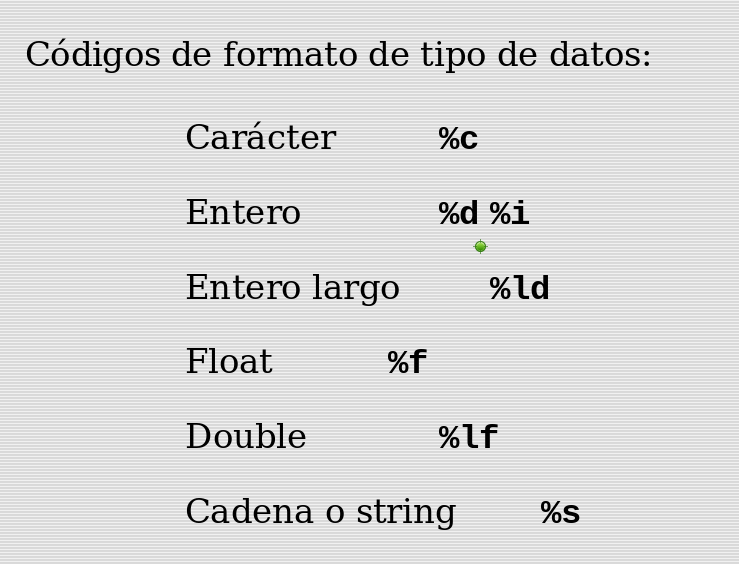 Códigos de formato de tipo de datos:
Carácter %c
Entero %d %i
Entero largo %ld
Float %f
Double %lf
Cadena o string %s